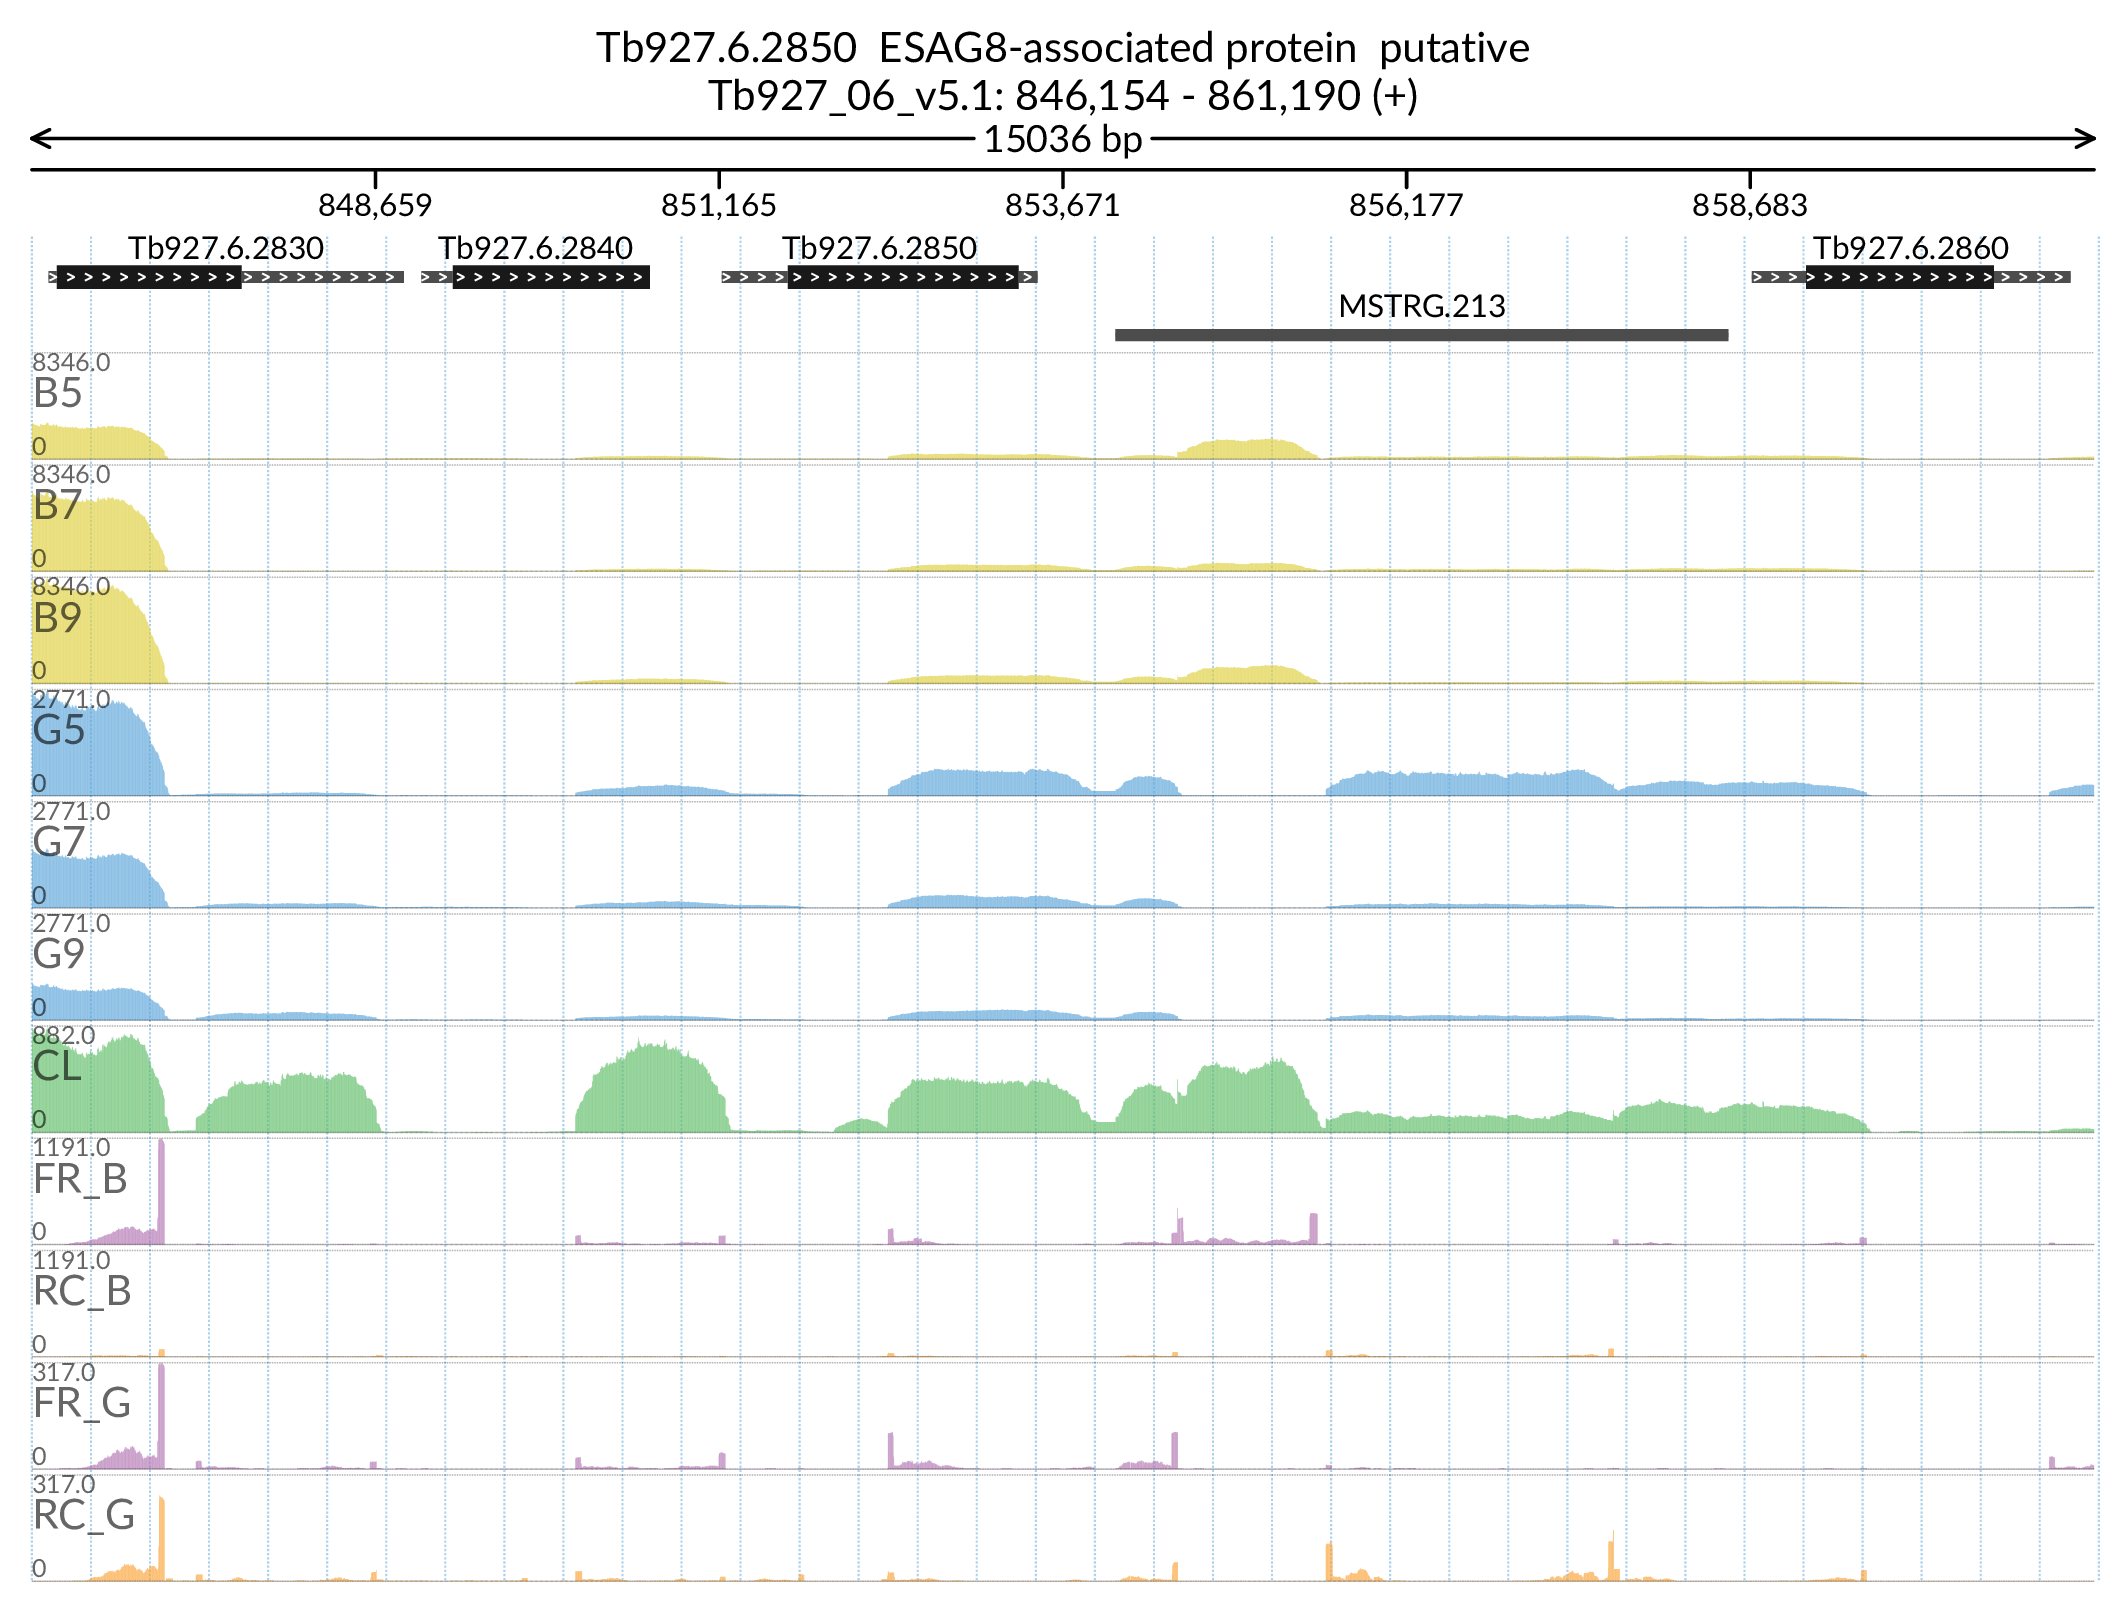 Tb927.6.2850  ESAG8-associated protein  putative
Tb927_06_v5.1: 846,154 - 861,190 (+)
15036 bp
848,659 851,165 853,671 856,177 858,683
Tb927.6.2830 Tb927.6.2840 Tb927.6.2850 Tb927.6.2860
MSTRG.213
8346.0
B5
0
8346.0
B7
0
8346.0
B9
0
2771.0
G5
0
2771.0
G7
0
2771.0
G9
0
882.0
CL
0
1191.0
FR_B
0
1191.0
RC_B
0
317.0
FR_G
0
317.0
RC_G
0